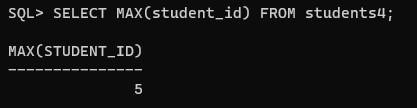 SQL> SELECT MAX(student_id) FROM students4;
MAX(STUDENT_ID)
---------------
5